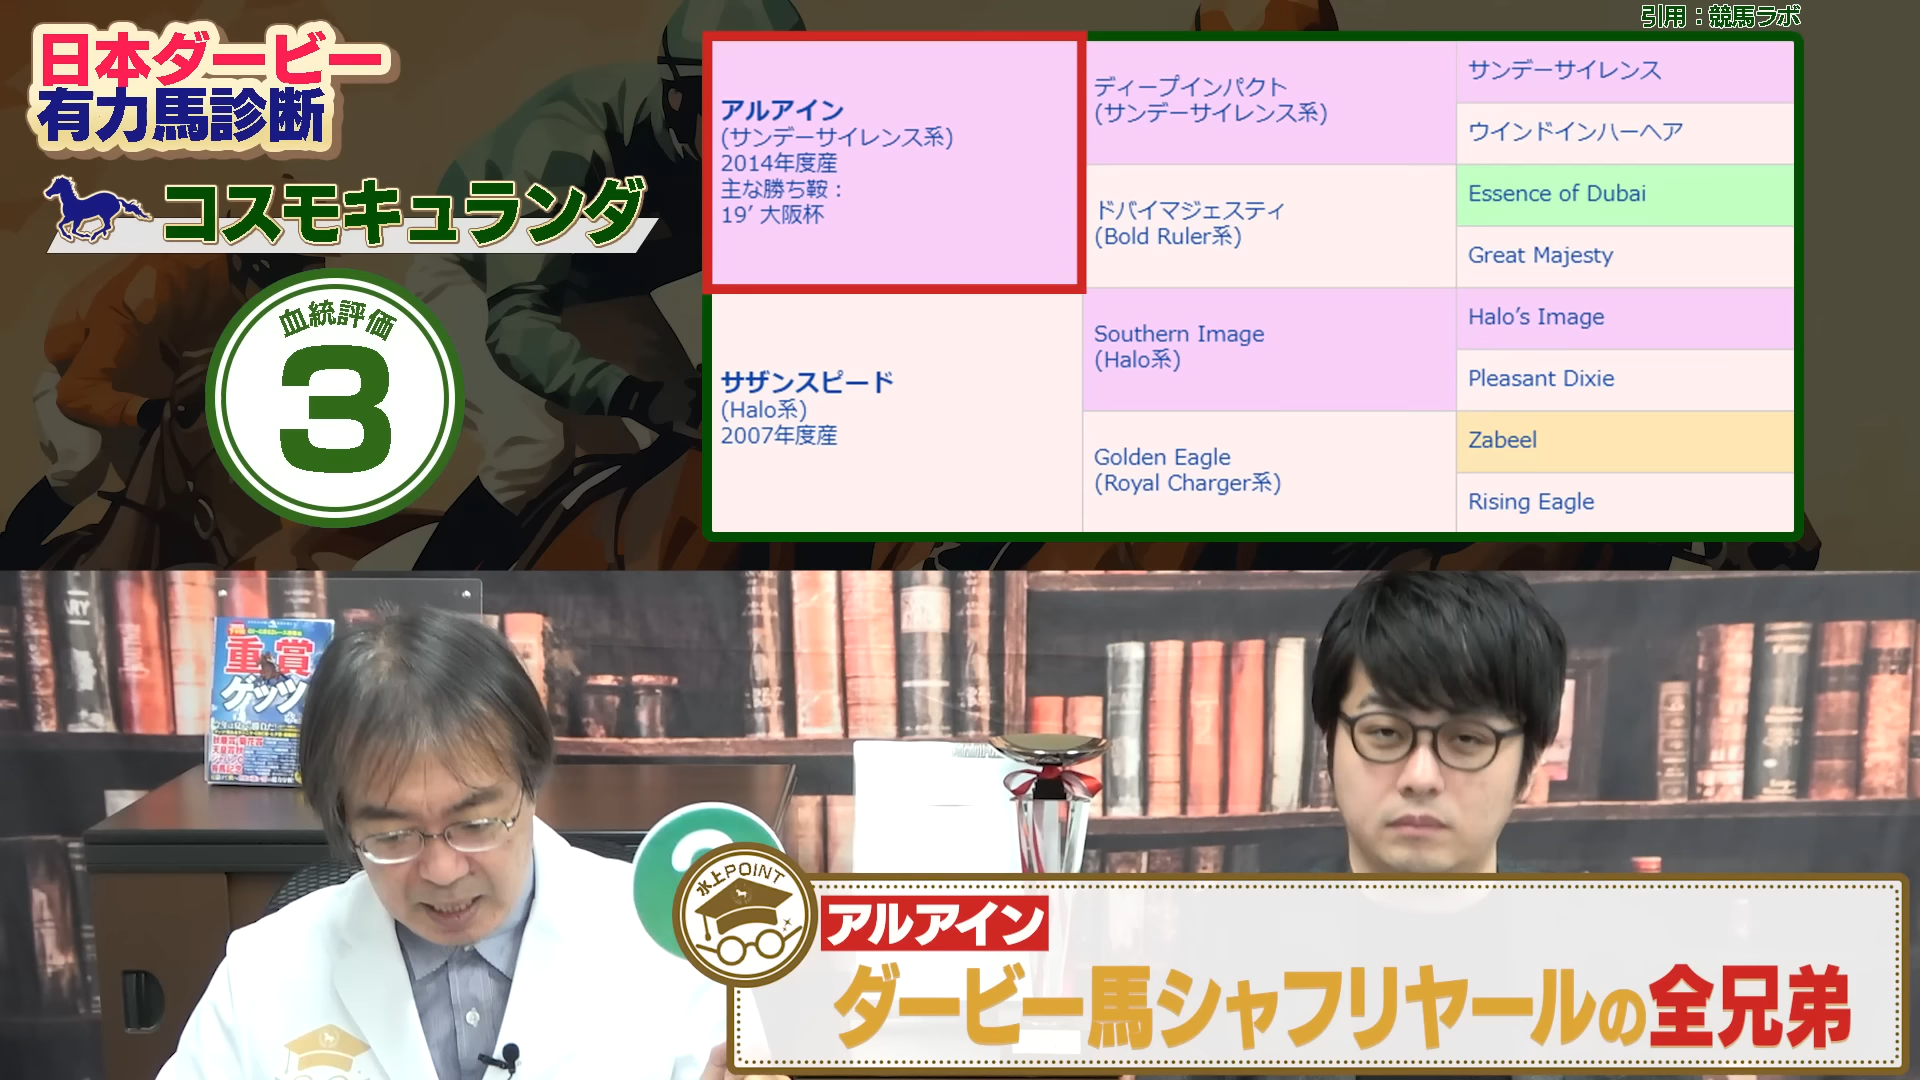 引用：競馬ラボ
日本ダービー
有力馬診断
コスモキュランダ
血統評価
3
アルアイン
(サンデーサイレンス系)
2014年度産
主な勝ち鞍：
19’ 大阪杯
サザンスピード
(Halo系)
2007年度産
ディープインパクト
(サンデーサイレンス系)
ドバイマジェスティ
(Bold Ruler系)
Southern Image
(Halo系)
Golden Eagle
(Royal Charger系)
サンデーサイレンス
ウインドインハーヘア
Essence of Dubai
Great Majesty
Halo’s Image
Pleasant Dixie
Zabeel
Rising Eagle
重賞
ゲッツ
水上POINT
アルアイン
ダービー馬シャフリヤールの全兄弟